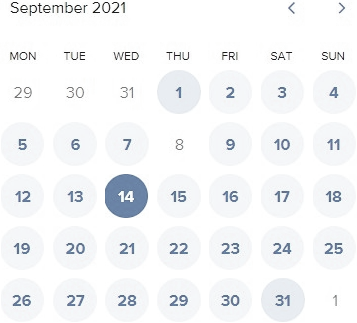 September 2021
MON TUE WED THU FRI SAT SUN
29 30 31 1 2 3 4
5 6 7 8 9 10 11
12 13 14 15 16 17 18
19 20 21 22 23 24 25
26 27 28 29 30 31 1